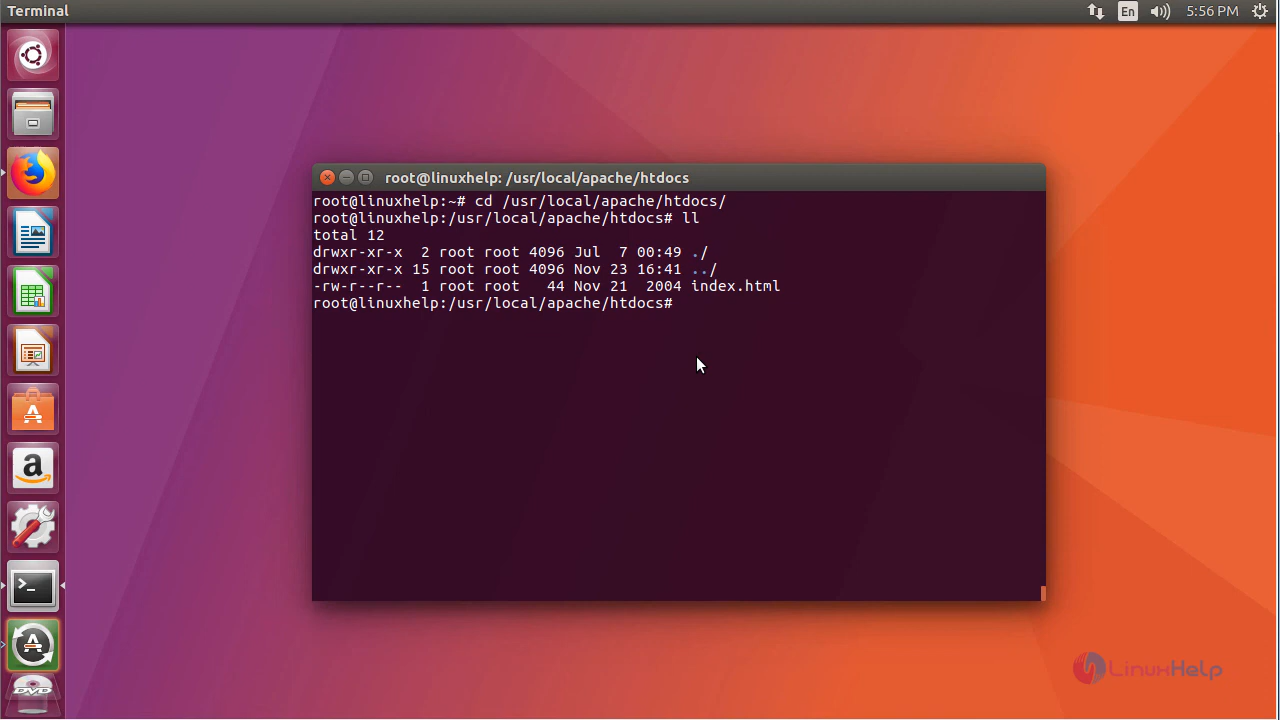 Terminal
En
5:56 PM
root@linuxhelp: /usr/local/apache/htdocs
root@linuxhelp:~# cd /usr/local/apache/htdocs/
root@linuxhelp:/usr/local/apache/htdocs# ll
total 12
drwxr-xr-x  2 root root 4096 Jul  7 00:49 ./
drwxr-xr-x 15 root root 4096 Nov 23 16:41 ../
-rw-r--r--  1 root root   44 Nov 21  2004 index.html
root@linuxhelp:/usr/local/apache/htdocs#
a
>_
DVD
LinuxHelp